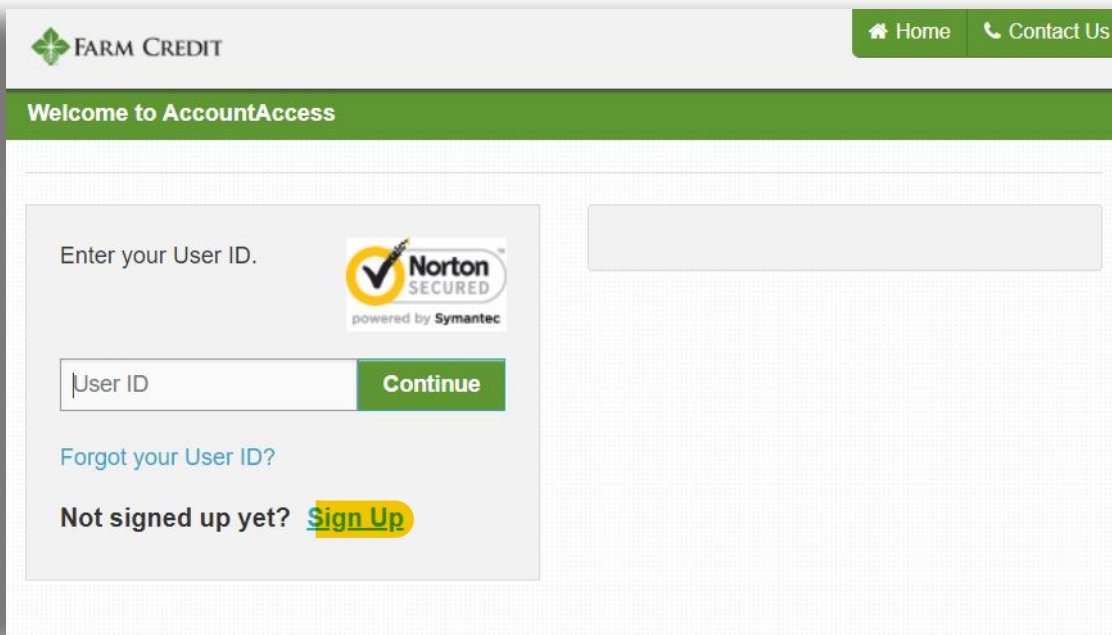 FARM CREDIT
Home
Contact Us
Welcome to AccountAccess
Enter your User ID.
Norton
SECURED
powered by Symantec
User ID
Continue
Forgot your User ID?
Not signed up yet? Sign Up